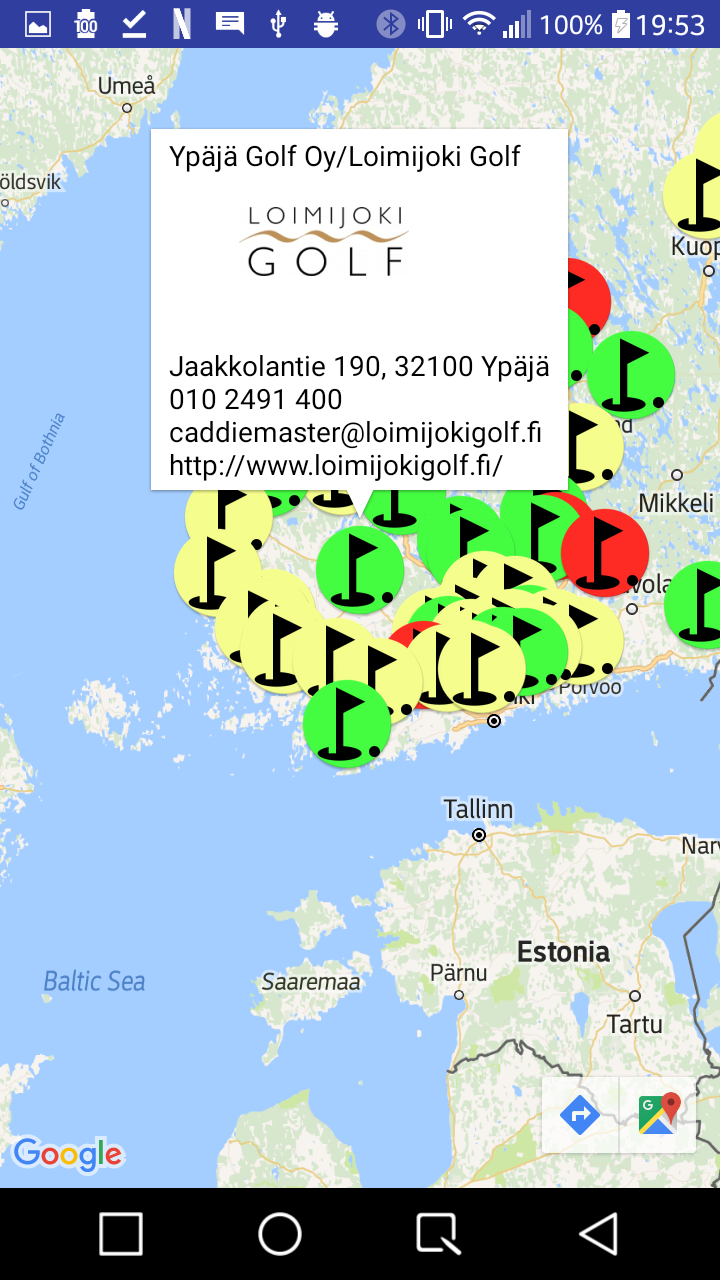 100
N
100% 19:53
Umeå
öldsvik
Ypäjä Golf Oy/Loimijoki Golf
LOIMIJOKI
GOLF
Jaakkolantie 190, 32100 Ypäjä
010 2491 400
caddiemaster@loimijokigolf.fi
http://www.loimijokigolf.fi/
Kuop
Gulf of Bothnia
Mikkeli
Porvoo
Tallinn
Narv
Estonia
Baltic Sea
Saaremaa
Pärnu
Tartu
G
Google